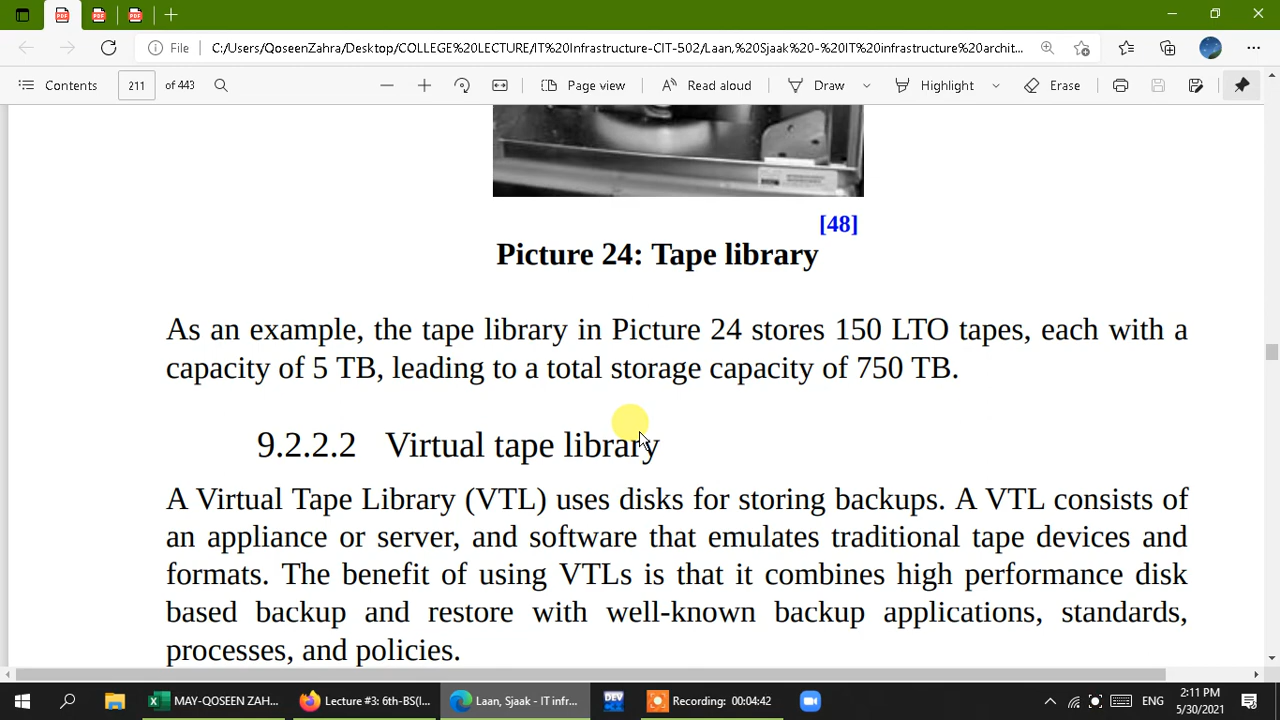 File
C:/Users/QoseenZahra/Desktop/COLLEGE%20LECTURE/IT%20Infrastructure-CIT-502/Laan,%20Sjaak%20-%20IT%20infrastructure%20archit...
Contents 211 of 443 Page view Read aloud Draw Highlight Erase
[48]
Picture 24: Tape library
As an example, the tape library in Picture 24 stores 150 LTO tapes, each with a
capacity of 5 TB, leading to a total storage capacity of 750 TB.
9.2.2.2 Virtual tape library
A Virtual Tape Library (VTL) uses disks for storing backups. A VTL consists of
an appliance or server, and software that emulates traditional tape devices and
formats. The benefit of using VTLs is that it combines high performance disk
based backup and restore with well-known backup applications, standards,
processes, and policies.
MAY-QOSEEN ZAH... Lecture #3: 6th-BS(I... Laan, Sjaak - IT infr... DEV Recording: 00:04:42 ENG 2:11 PM
5/30/2021